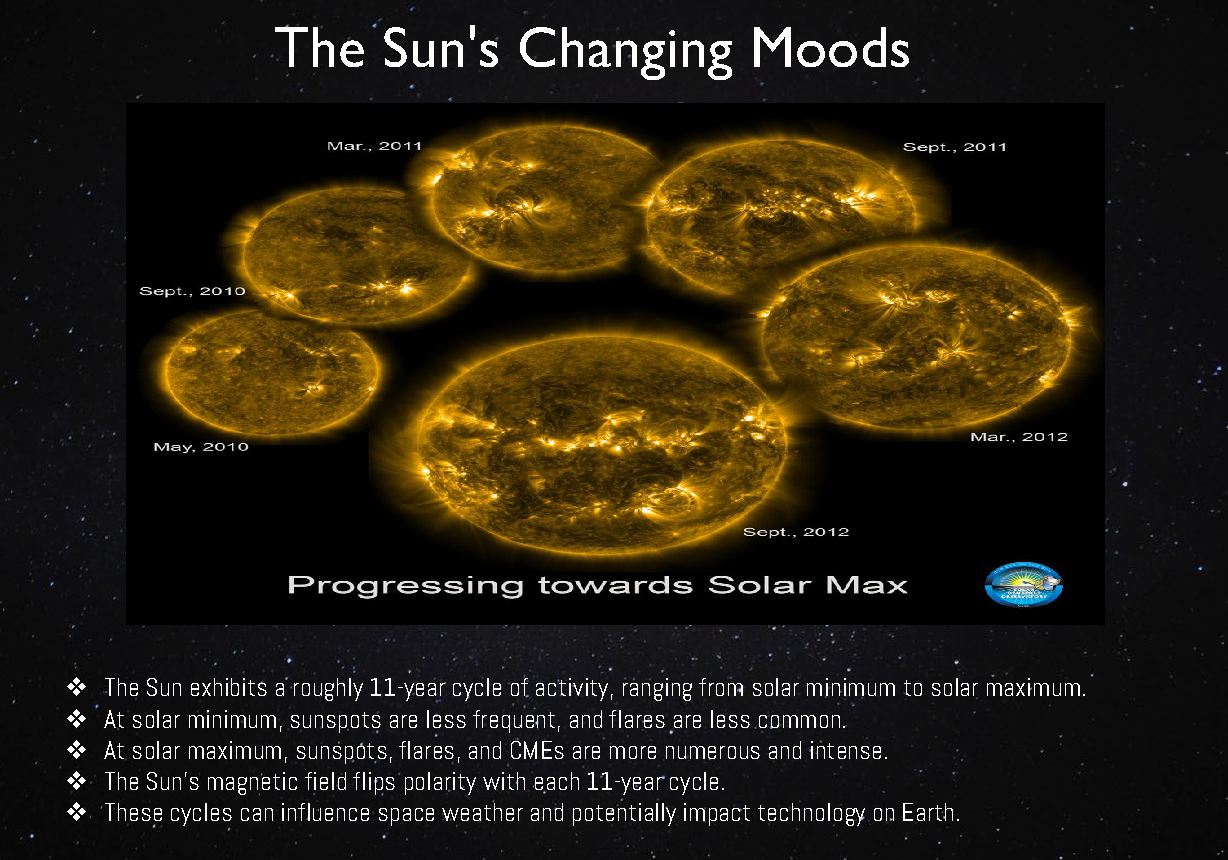 The Sun's Changing Moods
Mar., 2011
Sept., 2011
Sept., 2010
May, 2010
Mar., 2012
Sept., 2012
Progressing towards Solar Max
SOLAR
DYNAMICS
OBSERVATORY
❖ The Sun exhibits a roughly 11-year cycle of activity, ranging from solar minimum to solar maximum.
❖ At solar minimum, sunspots are less frequent, and flares are less common.
❖ At solar maximum, sunspots, flares, and CMEs are more numerous and intense.
❖ The Sun's magnetic field flips polarity with each 11-year cycle.
❖ These cycles can influence space weather and potentially impact technology on Earth.